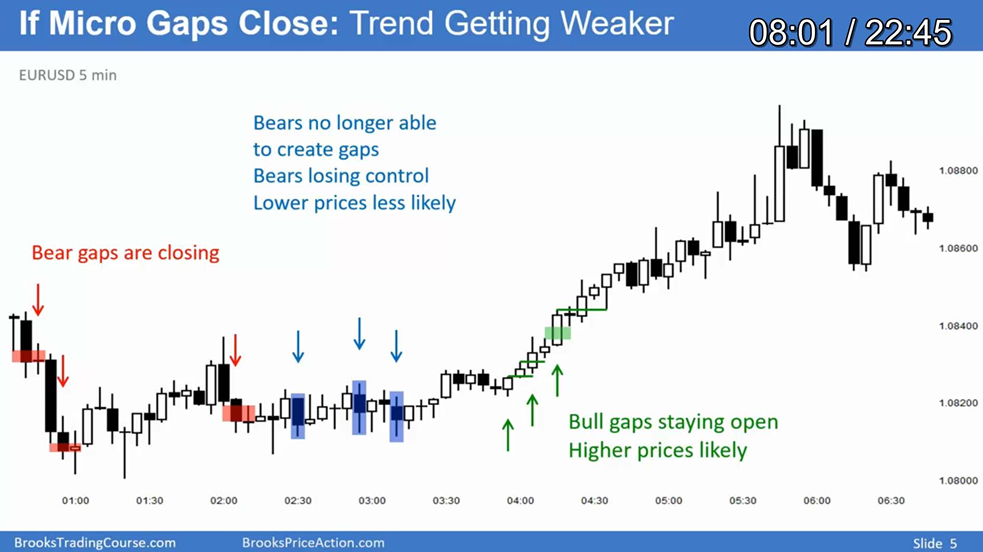 If Micro Gaps Close: Trend Getting Weaker
08:01 / 22:45
EURUSD 5 min
Bears no longer able
to create gaps
Bears losing control
Lower prices less likely
Bear gaps are closing
Bull gaps staying open
Higher prices likely
1.08800
1.08600
1.08400
1.08200
1.08000
01:00 01:30 02:00 02:30 03:00 03:30 04:00 04:30 05:00 05:30 06:00 06:30
BrooksTradingCourse.com BrooksPriceAction.com Slide 5